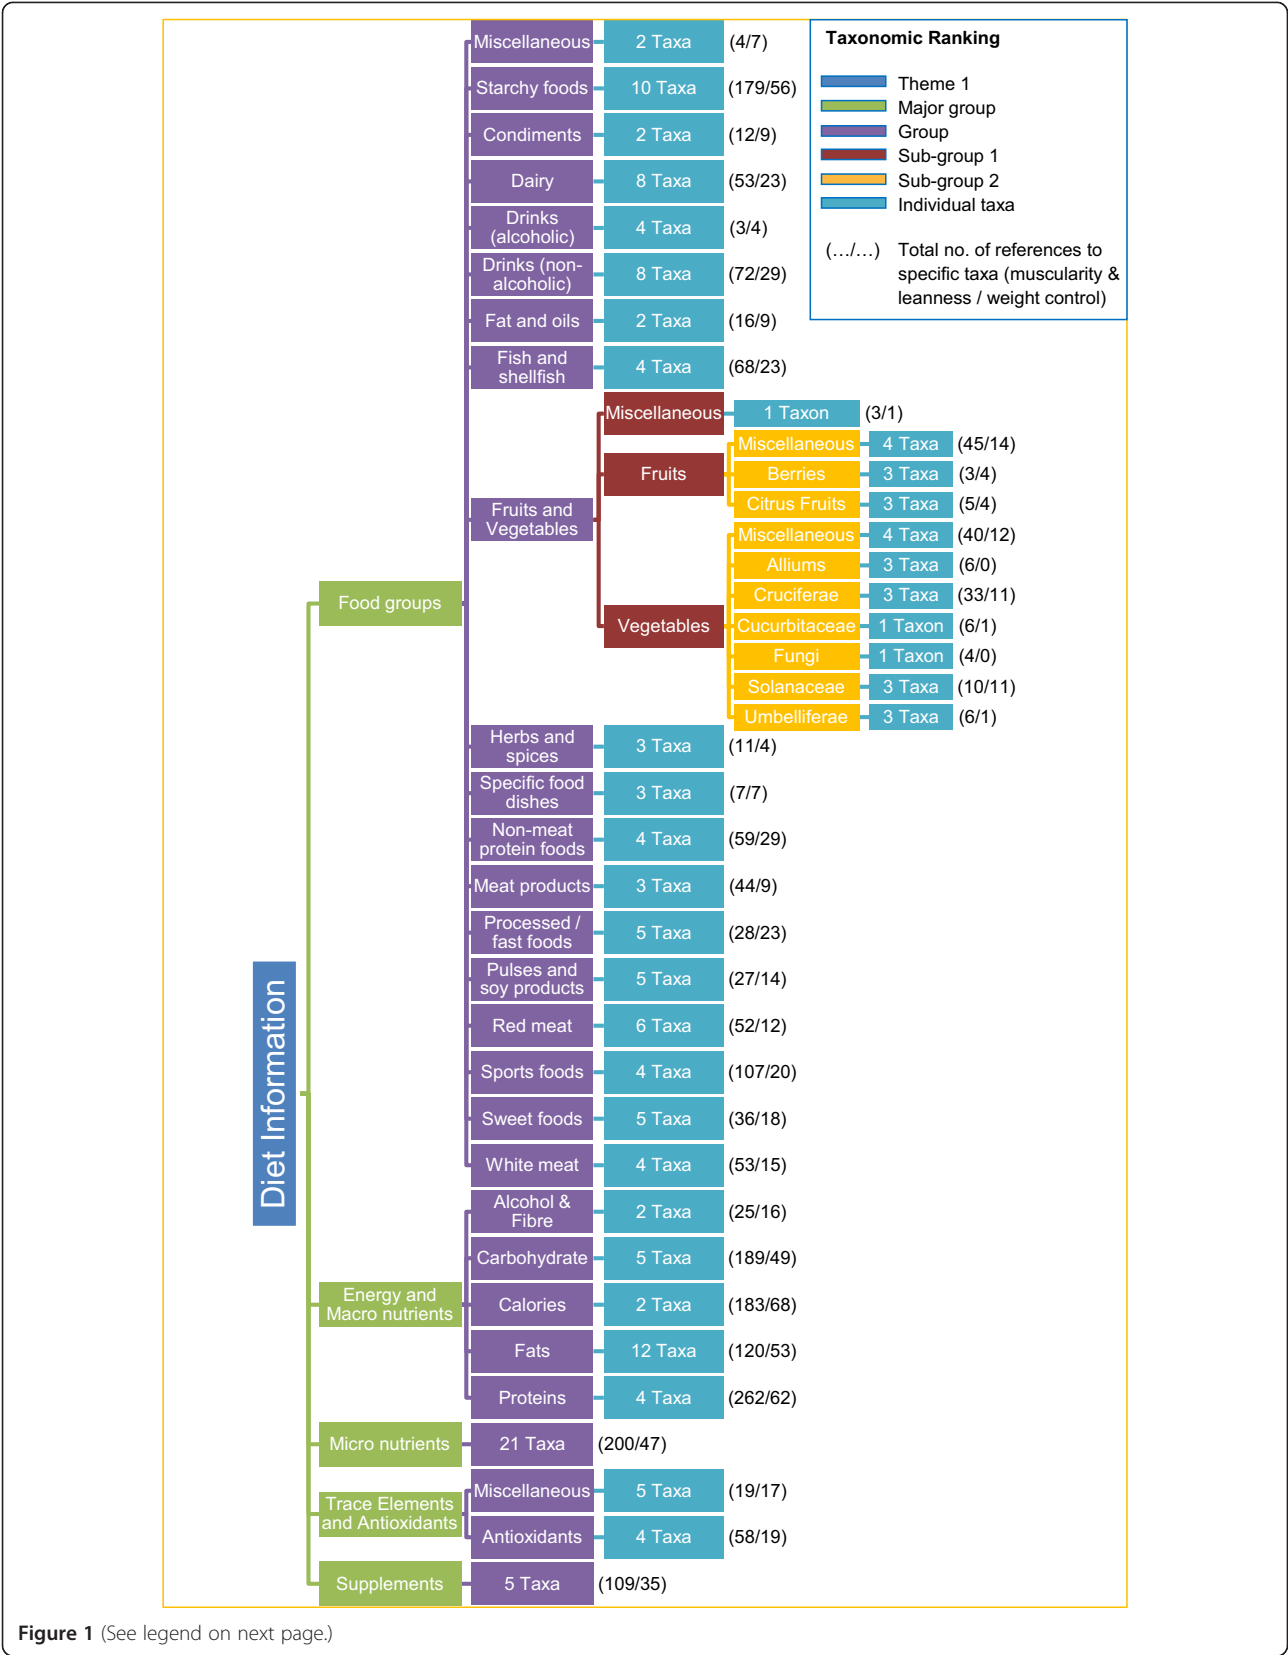 Miscellaneous 2 Taxa (4/7)
Starchy foods 10 Taxa (179/56)
Condiments 2 Taxa (12/9)
Dairy 8 Taxa (53/23)
Drinks
(alcoholic) 4 Taxa (3/4)
Drinks (non-
alcoholic) 8 Taxa (72/29)
Fat and oils 2 Taxa (16/9)
Fish and
shellfish 4 Taxa (68/23)
Taxonomic Ranking
Theme 1
Major group
Group
Sub-group 1
Sub-group 2
Individual taxa
(.../...) Total no. of references to
specific taxa (muscularity &
leanness / weight control)
Fruits and
Vegetables
Miscellaneous 1 Taxon (3/1)
Fruits
Miscellaneous 4 Taxa (45/14)
Berries 3 Taxa (3/4)
Citrus Fruits 3 Taxa (5/4)
Vegetables
Miscellaneous 4 Taxa (40/12)
Alliums 3 Taxa (6/0)
Cruciferae 3 Taxa (33/11)
Cucurbitaceae 1 Taxon (6/1)
Fungi 1 Taxon (4/0)
Solanaceae 3 Taxa (10/11)
Umbelliferae 3 Taxa (6/1)
Food groups
Herbs and
spices 3 Taxa (11/4)
Specific food
dishes 3 Taxa (7/7)
Non-meat
protein foods 4 Taxa (59/29)
Meat products 3 Taxa (44/9)
Processed /
fast foods 5 Taxa (28/23)
Pulses and
soy products 5 Taxa (27/14)
Red meat 6 Taxa (52/12)
Sports foods 4 Taxa (107/20)
Sweet foods 5 Taxa (36/18)
White meat 4 Taxa (53/15)
Diet Information
Alcohol &
Fibre 2 Taxa (25/16)
Carbohydrate 5 Taxa (189/49)
Energy and
Macro nutrients
Calories 2 Taxa (183/68)
Fats 12 Taxa (120/53)
Proteins 4 Taxa (262/62)
Micro nutrients 21 Taxa (200/47)
Trace Elements
and Antioxidants
Miscellaneous 5 Taxa (19/17)
Antioxidants 4 Taxa (58/19)
Supplements 5 Taxa (109/35)
Figure 1 (See legend on next page.)